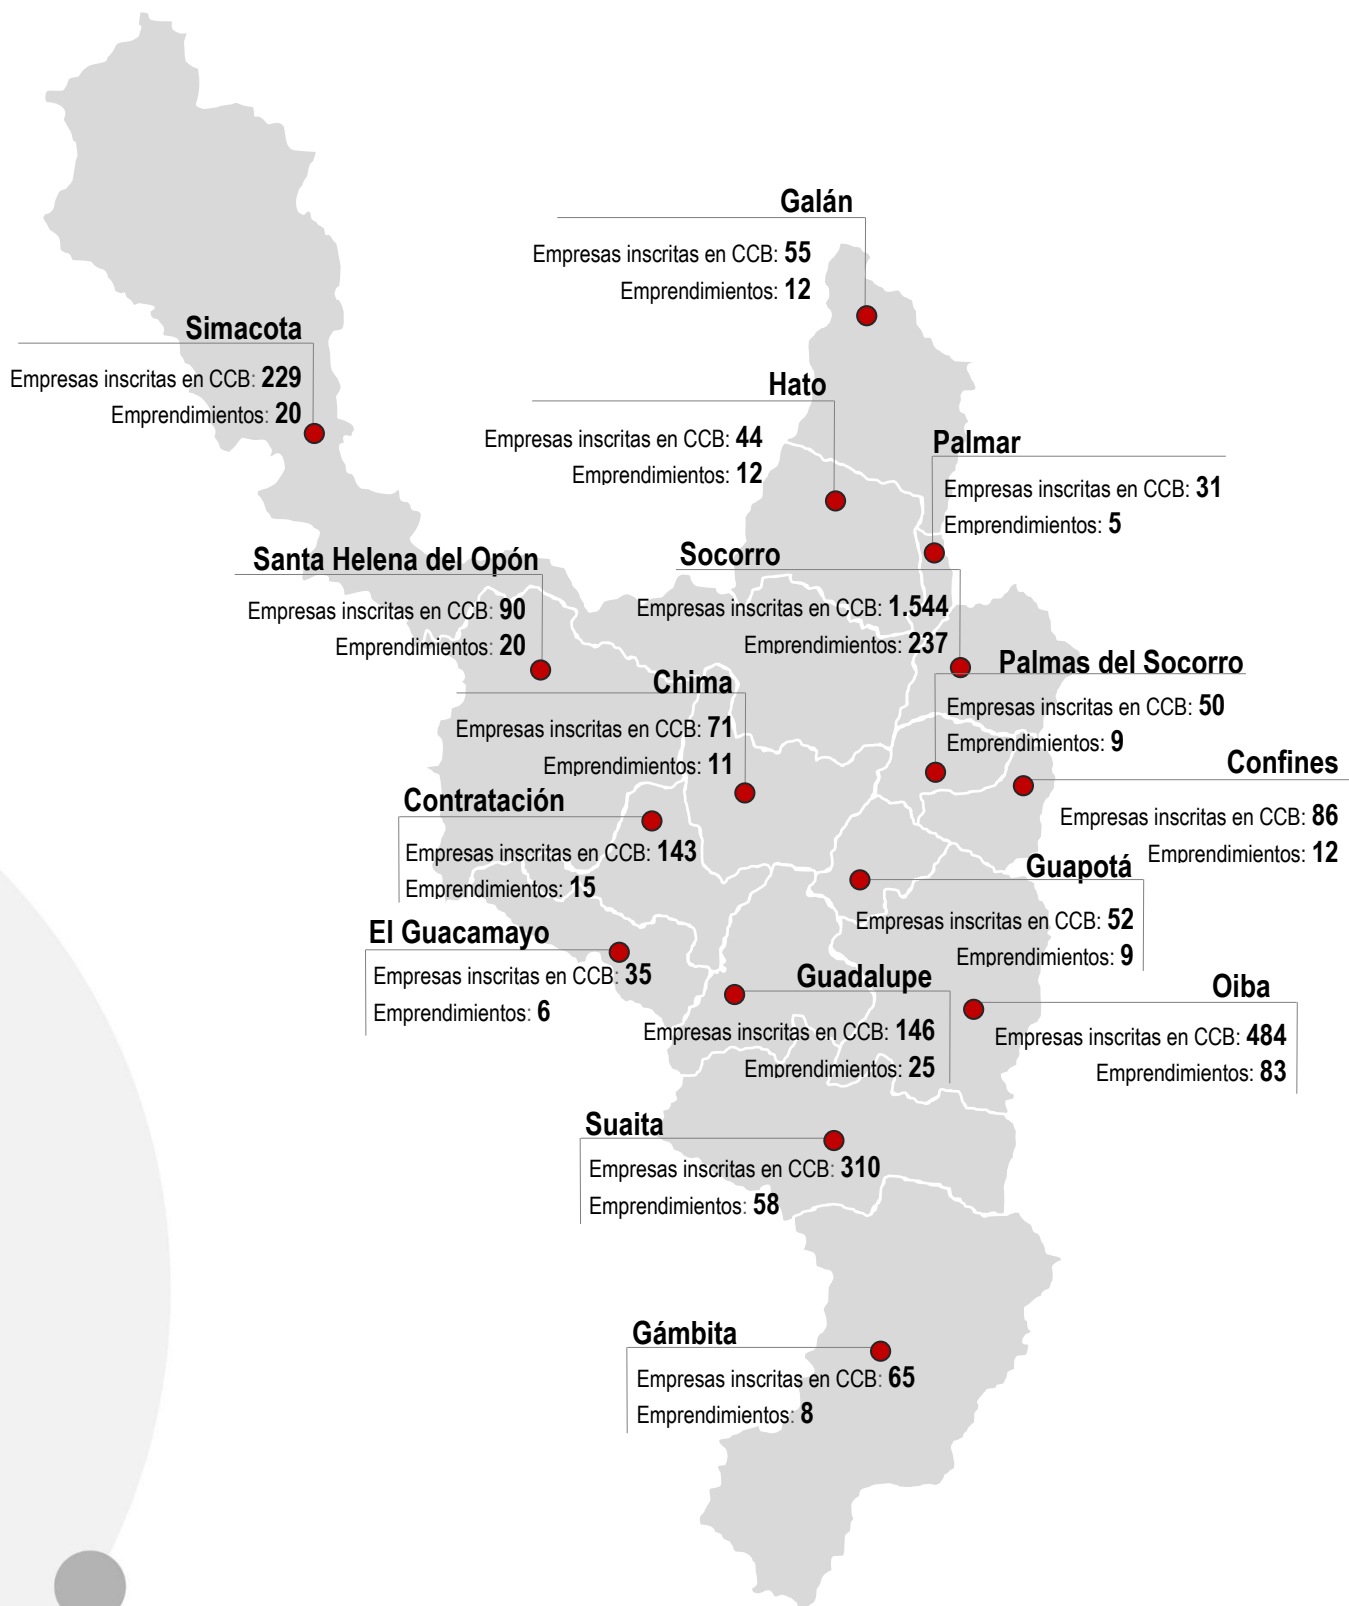 Galán
Empresas inscritas en CCB: 55
Emprendimientos: 12
Simacota
Empresas inscritas en CCB: 229
Emprendimientos: 20
Hato
Empresas inscritas en CCB: 44
Emprendimientos: 12
Palmar
Empresas inscritas en CCB: 31
Emprendimientos: 5
Santa Helena del Opón
Empresas inscritas en CCB: 90
Emprendimientos: 20
Socorro
Empresas inscritas en CCB: 1.544
Emprendimientos: 237
Palmas del Socorro
Empresas inscritas en CCB: 50
Emprendimientos: 9
Chima
Empresas inscritas en CCB: 71
Emprendimientos: 11
Confines
Empresas inscritas en CCB: 86
Emprendimientos: 12
Contratación
Empresas inscritas en CCB: 143
Emprendimientos: 15
Guapotá
Empresas inscritas en CCB: 52
Emprendimientos: 9
El Guacamayo
Empresas inscritas en CCB: 35
Emprendimientos: 6
Guadalupe
Empresas inscritas en CCB: 146
Emprendimientos: 25
Oiba
Empresas inscritas en CCB: 484
Emprendimientos: 83
Suaita
Empresas inscritas en CCB: 310
Emprendimientos: 58
Gámbita
Empresas inscritas en CCB: 65
Emprendimientos: 8